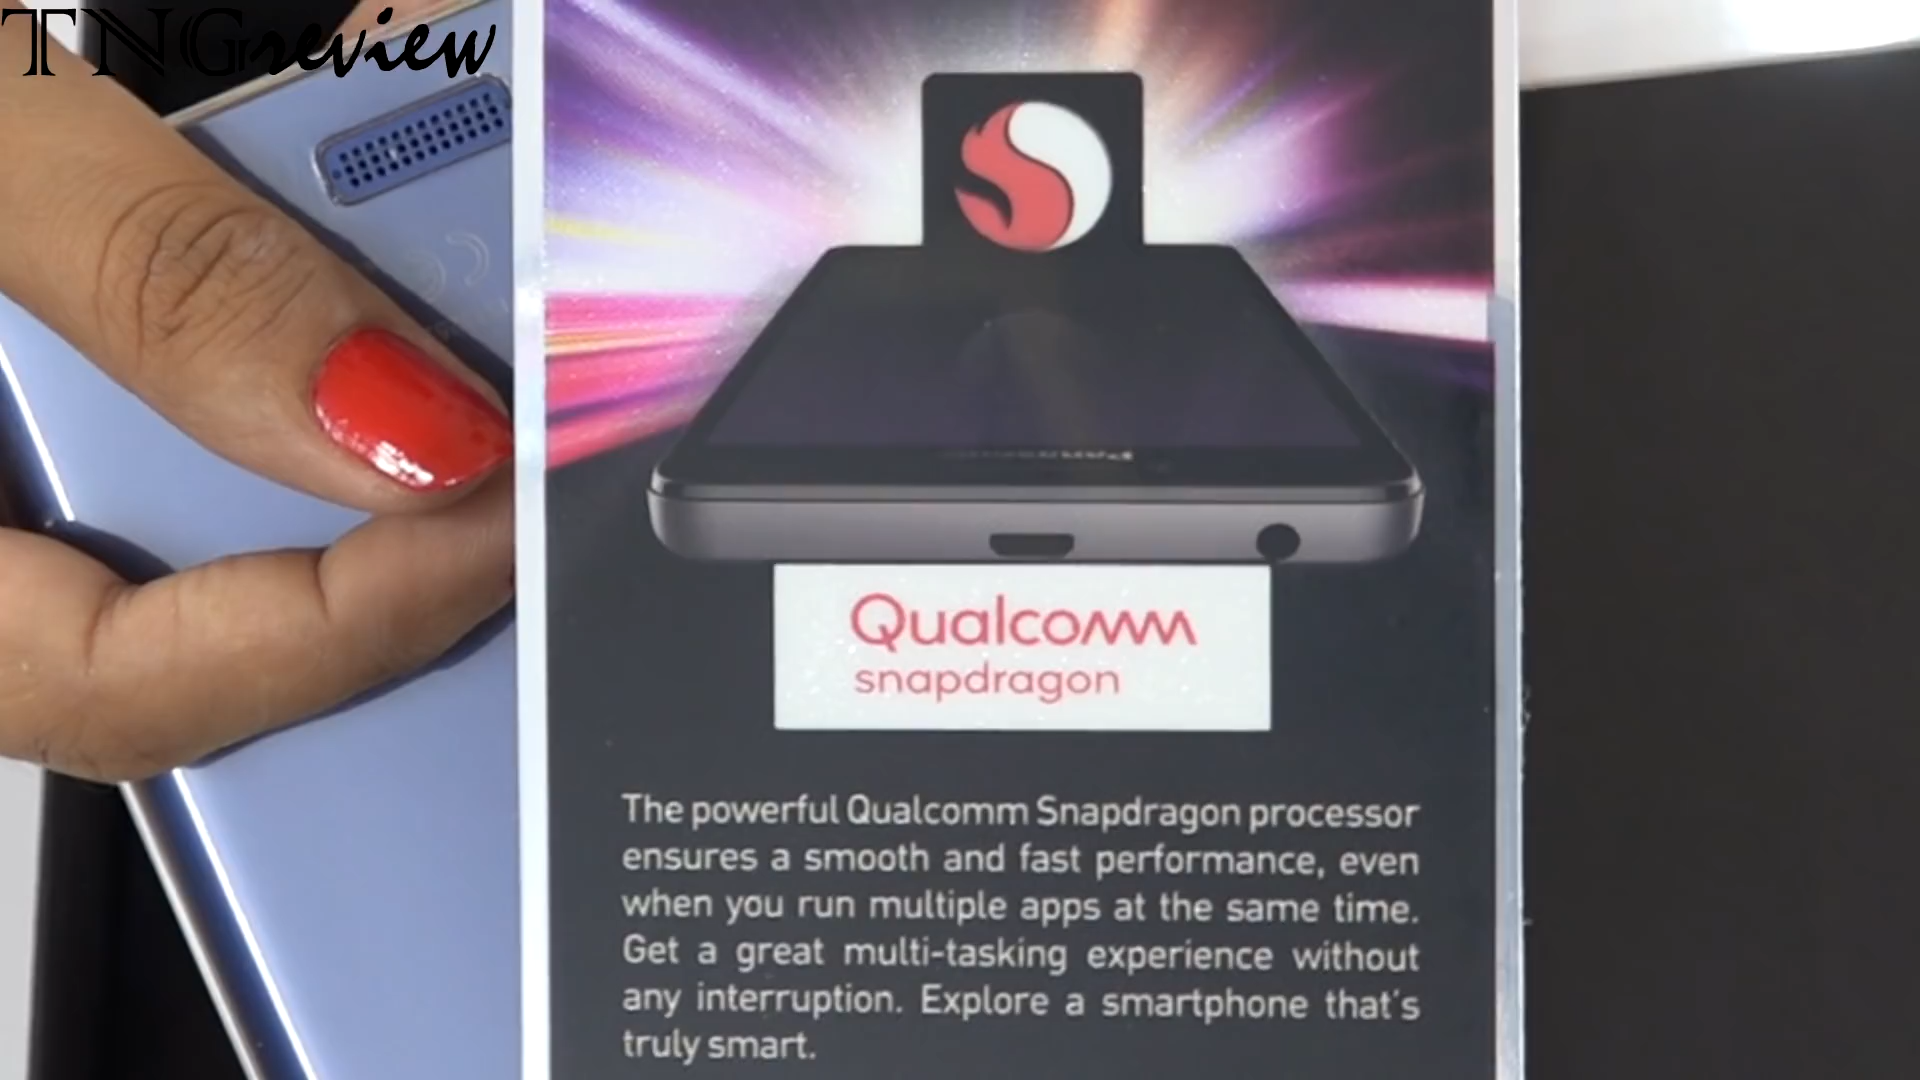 TNGreview
Panasonic
Qualcomm
snapdragon
The powerful Qualcomm Snapdragon processor
ensures a smooth and fast performance, even
when you run multiple apps at the same time.
Get a great multi-tasking experience without
any interruption. Explore a smartphone that's
truly smart.